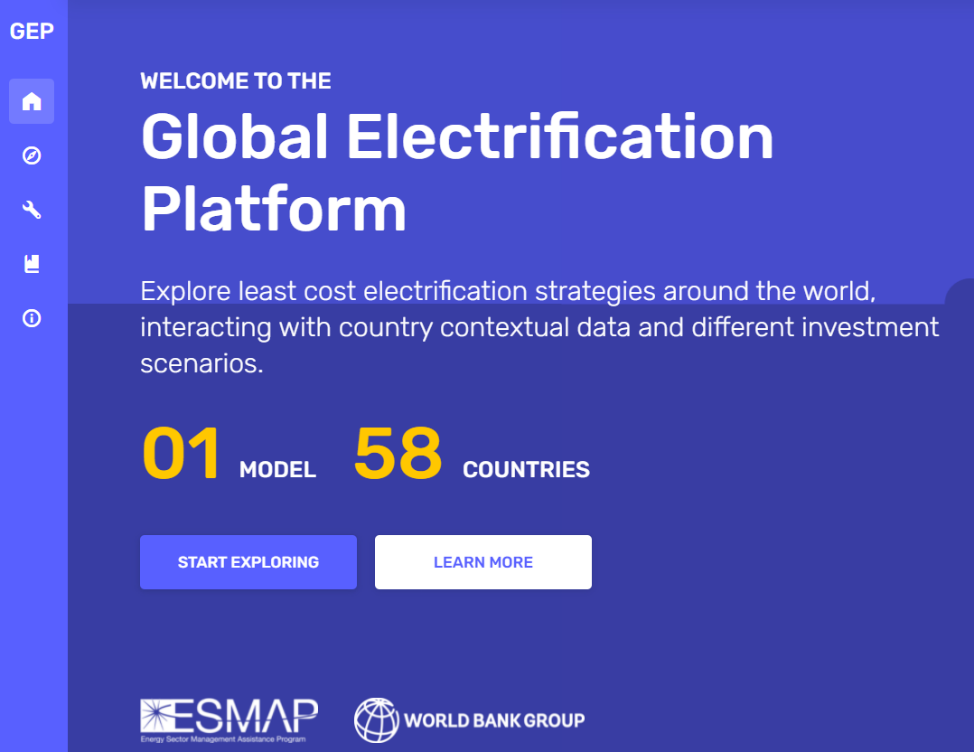 GEP
WELCOME TO THE
Global Electrification
Platform
Explore least cost electrification strategies around the world,
interacting with country contextual data and different investment
scenarios.
01 MODEL 58 COUNTRIES
START EXPLORING LEARN MORE
ESMAP WORLD BANK GROUP
Energy Sector Management Assistance Program